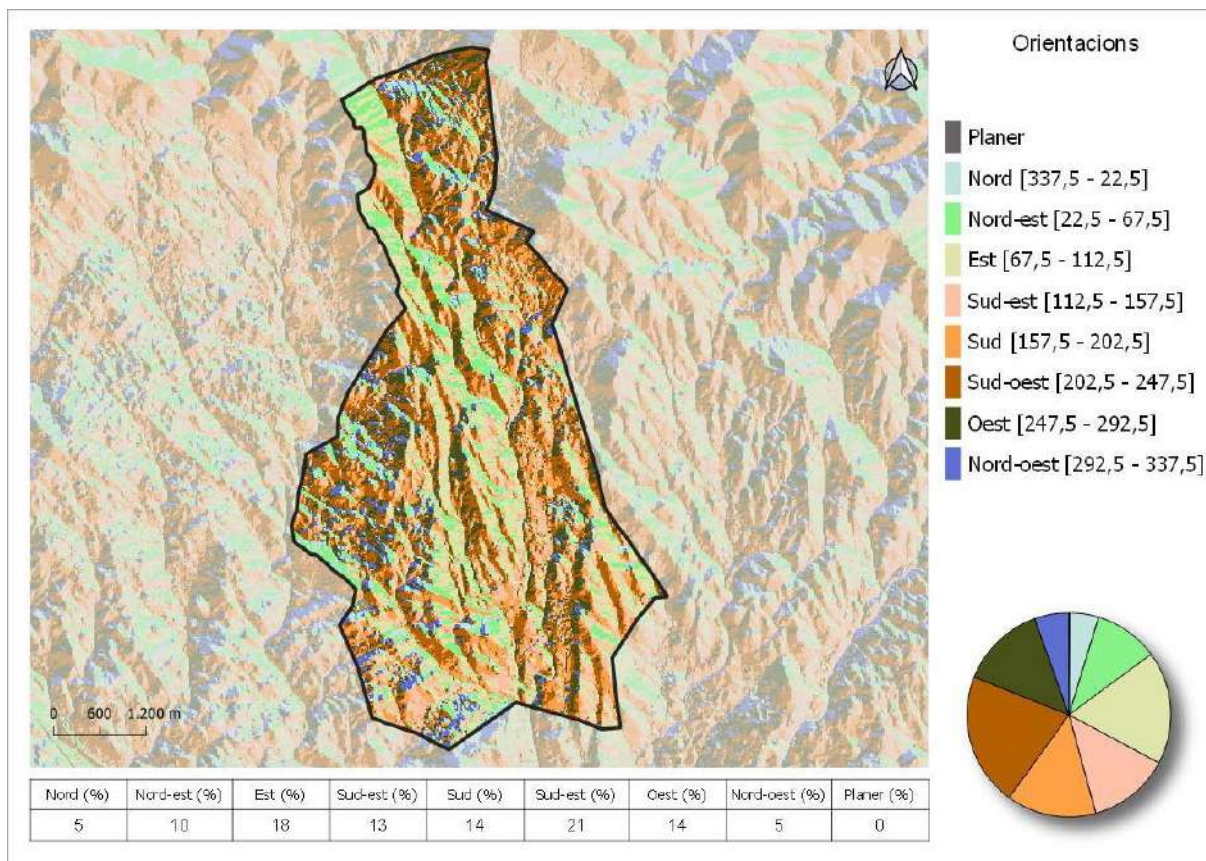 Orientacions
Planer
Nord [337,5 - 22,5]
Nord-est [22,5 - 67,5]
Est [67,5 - 112,5]
Sud-est [112,5 - 157,5]
Sud [157,5 - 202,5]
Sud-oest [202,5 - 247,5]
Oest [247,5 - 292,5]
Nord-oest [292,5 - 337,5]
0 600 1.200 m
Nord (%) Nord-est (%) Est (%) Sud-est (%) Sud (%) Sud-est (%) Oest (%) Nord-oest (%) Planer (%)
5 10 18 13 14 21 14 5 0